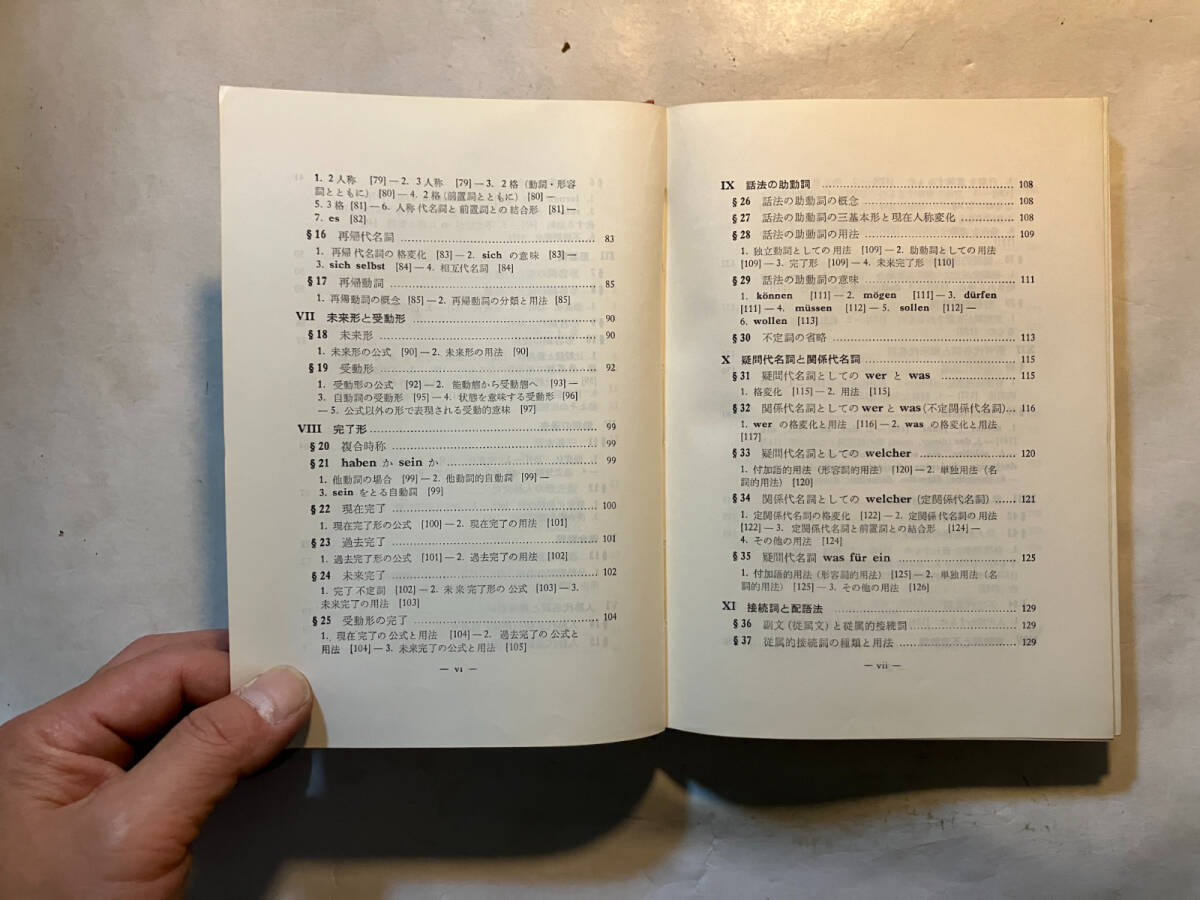 1. 2人称 [79]—2. 3人称 [79]—3. 2格(動詞・形容
詞とともに) [80]—4. 2格(前置詞とともに) [80]—
5. 3格 [81]—6. 人称代名詞と前置詞との結合形 [81]—
7. es [82]
§16 再帰代名詞 ………… 83
1. 再帰代名詞の格変化 [83]—2. sich の意味 [83]—
3. sich selbst [84]—4. 相互代名詞 [84]
§17 再帰動詞 ………… 85
1. 再帰動詞の概念 [85]—2. 再帰動詞の分類と用法 [85]
VII 未来形と受動形 ………… 90
§18 未来形 ………… 90
1. 未来形の公式 [90]—2. 未来形の用法 [90]
§19 受動形 ………… 92
1. 受動形の公式 [92]—2. 能動態から受動態へ [93]—
3. 自動詞の受動形 [95]—4. 状態を意味する受動形 [96]
—5. 公式以外の形で表現される受動的意味 [97]
VIII 完了形 ………… 99
§20 複合時称 ………… 99
§21 haben か sein か ………… 99
1. 他動詞の場合 [99]—2. 他動詞的自動詞 [99]—
3. sein をとる自動詞 [99]
§22 現在完了 ………… 100
1. 現在完了形の公式 [100]—2. 現在完了の用法 [101]
§23 過去完了 ………… 101
1. 過去完了形の公式 [101]—2. 過去完了の用法 [102]
§24 未来完了 ………… 102
1. 完了不定詞 [102]—2. 未来完了形の公式 [103]—3.
未来完了の用法 [103]
§25 受動形の完了 ………… 104
1. 現在完了の公式と用法 [104]—2. 過去完了の公式と
用法 [104]—3. 未来完了の公式と用法 [105]
— vi —
IX 話法の助動詞 ………… 108
§26 話法の助動詞の概念 ………… 108
§27 話法の助動詞の三基本形と現在人称変化 ………… 108
§28 話法の助動詞の用法 ………… 109
1. 独立動詞としての用法 [109]—2. 助動詞としての用法
[109]—3. 完了形 [109]—4. 未来完了形 [110]
§29 話法の助動詞の意味 ………… 111
1. können [111]—2. mögen [111]—3. dürfen
[111]—4. müssen [112]—5. sollen [112]—
6. wollen [113]
§30 不定詞の省略 ………… 113
X 疑問代名詞と関係代名詞 ………… 115
§31 疑問代名詞としての wer と was ………… 115
1. 格変化 [115]—2. 用法 [115]
§32 関係代名詞としての wer と was (不定関係代名詞)… 116
1. wer の格変化と用法 [116]—2. was の格変化と用法
[117]
§33 疑問代名詞としての welcher ………… 120
1. 付加語的用法 (形容詞的用法) [120]—2. 単独用法 (名
詞的用法) [120]
§34 関係代名詞としての welcher (定関係代名詞) …… 121
1. 定関係代名詞の格変化 [122]—2. 定関係代名詞の用法
[122]—3. 定関係代名詞と前置詞との結合形 [124]—
4. その他の用法 [124]
§35 疑問代名詞 was für ein ………… 125
1. 付加語的用法 (形容詞的用法) [125]—2. 単独用法 (名
詞的用法) [125]—3. その他の用法 [126]
XI 接続詞と配語法 ………… 129
§36 副文 (従属文) と従属的接続詞 ………… 129
§37 従属的接続詞の種類と用法 ………… 129
— vii —